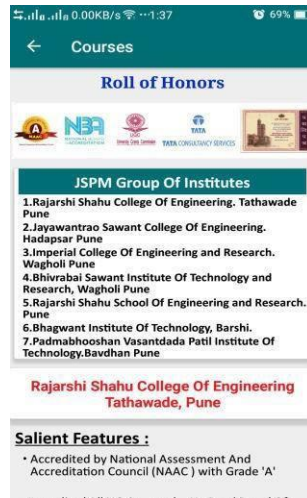 0.00KB/s ... 1:37 69%
Courses
Roll of Honors
NAAC
NBA
TATA
TATA CONSULTANCY SERVICES
JSPM Group Of Institutes
1.Rajarshi Shahu College Of Engineering. Tathawade
Pune
2.Jayawantrao Sawant College Of Engineering.
Hadapsar Pune
3.Imperial College Of Engineering and Research.
Wagholi Pune
4.Bhivrabai Sawant Institute Of Technology and
Research, Wagholi Pune
5.Rajarshi Shahu School Of Engineering and Research.
Pune
6.Bhagwant Institute Of Technology, Barshi.
7.Padmabhooshan Vasantdada Patil Institute Of
Technology.Bavdhan Pune
Rajarshi Shahu College Of Engineering
Tathawade, Pune
Salient Features :
• Accredited by National Assessment And
Accreditation Council (NAAC ) with Grade 'A'